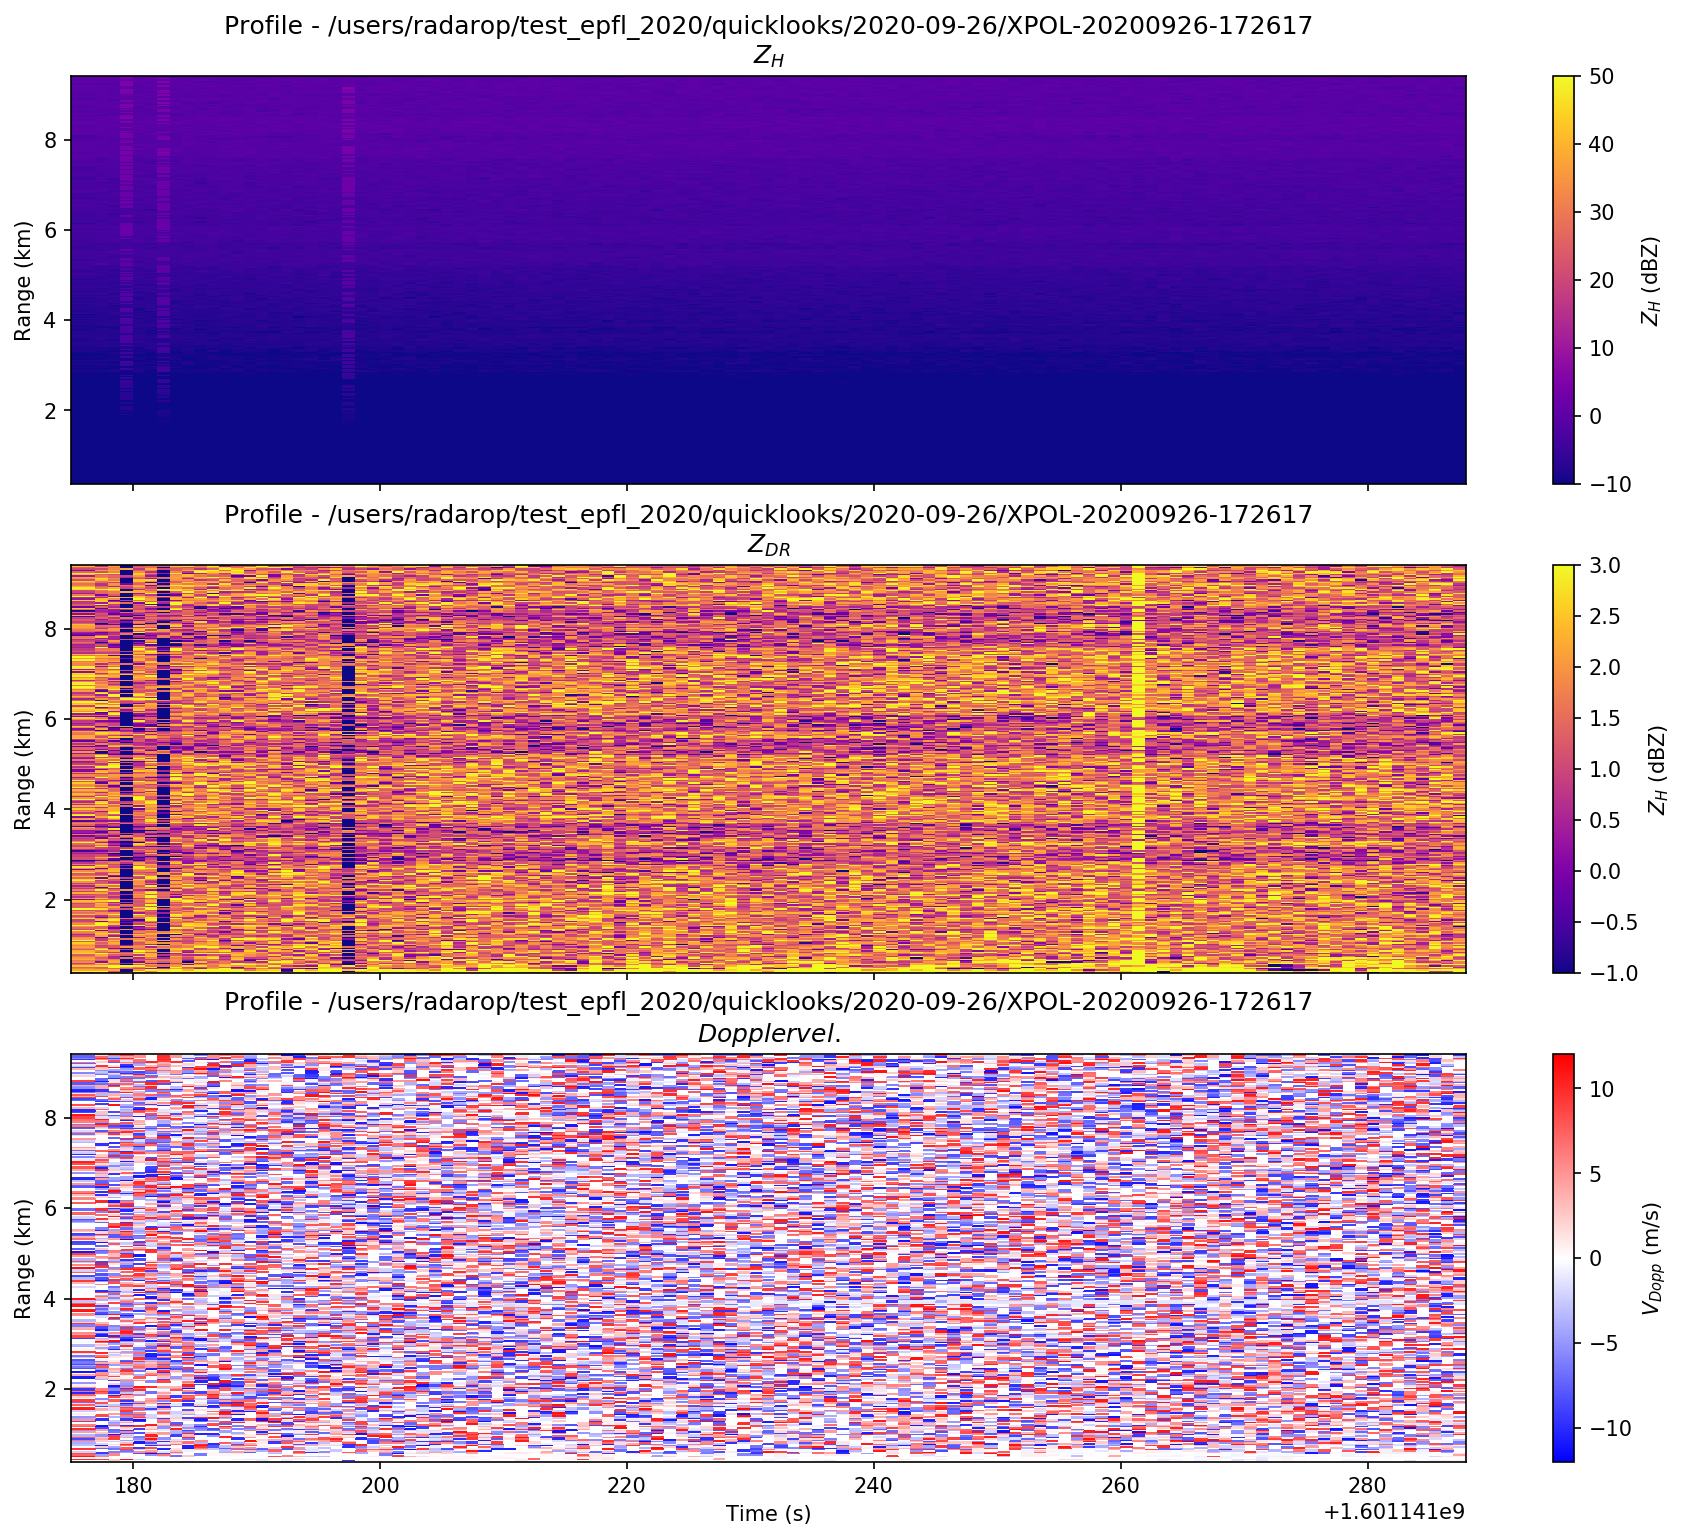 Profile - /users/radarop/test_epfl_2020/quicklooks/2020-09-26/XPOL-20200926-172617
Z_H
Range (km)
8
6
4
2
50
40
30
20
10
0
−10
Z_H (dBZ)
Profile - /users/radarop/test_epfl_2020/quicklooks/2020-09-26/XPOL-20200926-172617
Z_DR
Range (km)
8
6
4
2
3.0
2.5
2.0
1.5
1.0
0.5
0.0
−0.5
−1.0
Z_H (dBZ)
Profile - /users/radarop/test_epfl_2020/quicklooks/2020-09-26/XPOL-20200926-172617
Dopplervel.
Range (km)
8
6
4
2
10
5
0
−5
−10
V_Dopp (m/s)
180 200 220 240 260 280
Time (s)
+1.601141e9